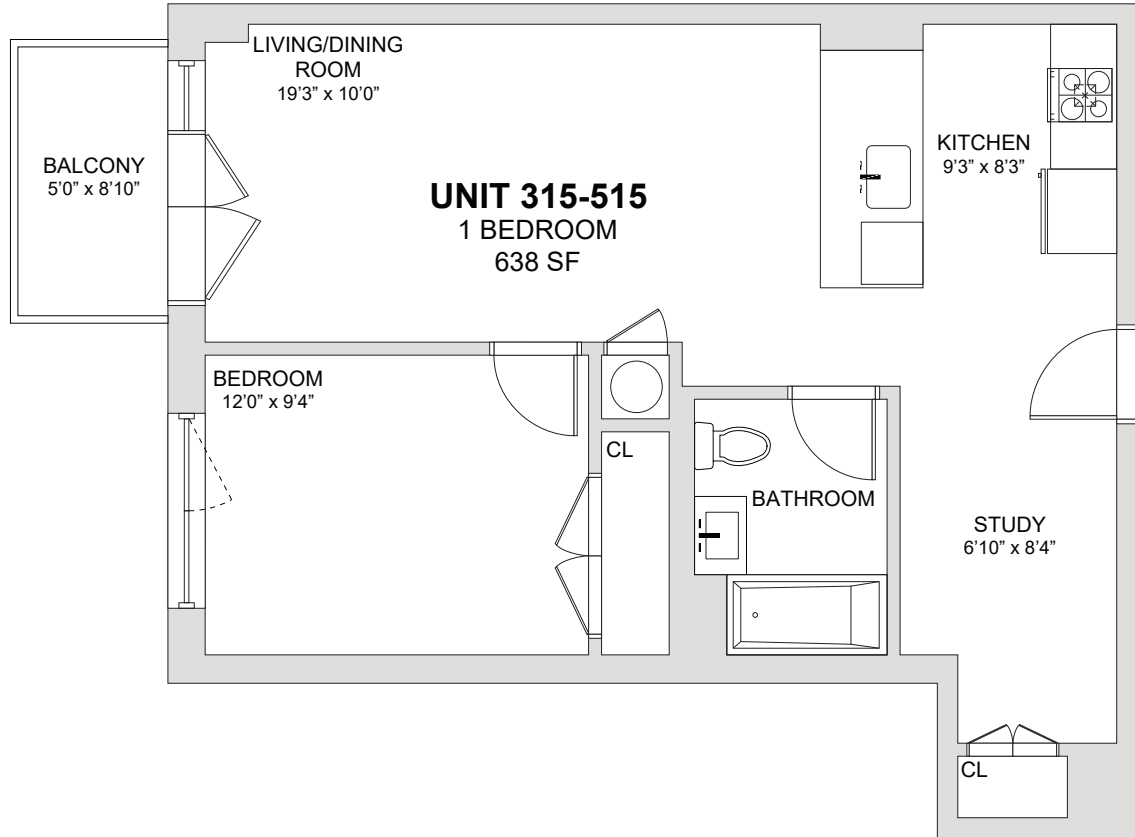 LIVING/DINING
ROOM
19'3” x 10'0”
BALCONY
5'0” x 8'10”
KITCHEN
9'3” x 8'3”
UNIT 315-515
1 BEDROOM
638 SF
BEDROOM
12'0” x 9'4”
CL
BATHROOM
STUDY
6'10” x 8'4”
CL